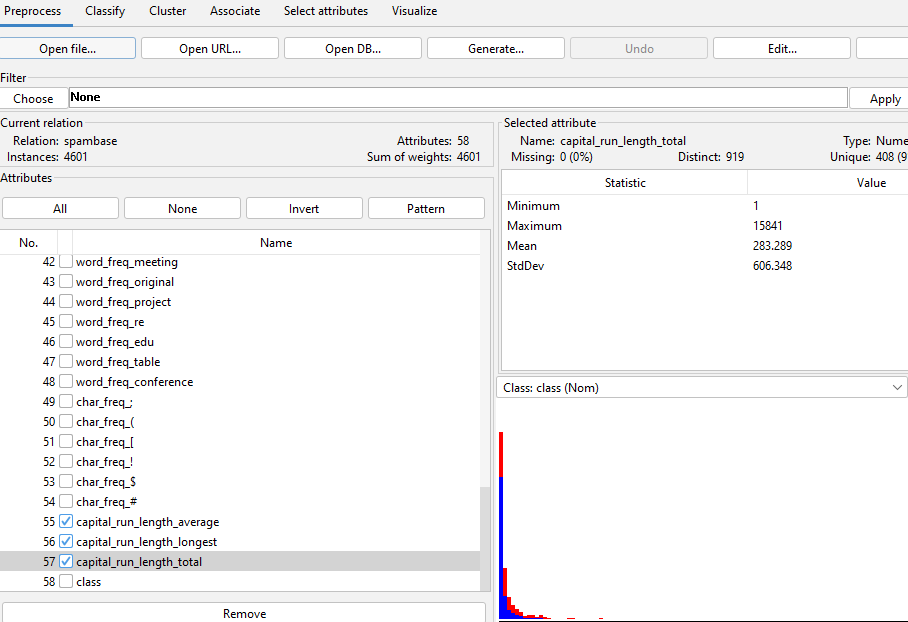 Preprocess Classify Cluster Associate Select attributes Visualize
Open file... Open URL... Open DB... Generate... Undo Edit...
Filter
Choose None Apply
Current relation
Relation: spambase Attributes: 58
Instances: 4601 Sum of weights: 4601
Attributes
All None Invert Pattern
No. Name
42 word_freq_meeting
43 word_freq_original
44 word_freq_project
45 word_freq_re
46 word_freq_edu
47 word_freq_table
48 word_freq_conference
49 char_freq_;
50 char_freq_(
51 char_freq_[
52 char_freq_!
53 char_freq_$
54 char_freq_#
55 capital_run_length_average
56 capital_run_length_longest
57 capital_run_length_total
58 class
Remove
Selected attribute
Name: capital_run_length_total Type: Nume
Missing: 0 (0%) Distinct: 919 Unique: 408 (9
Statistic Value
Minimum 1
Maximum 15841
Mean 283.289
StdDev 606.348
Class: class (Nom)